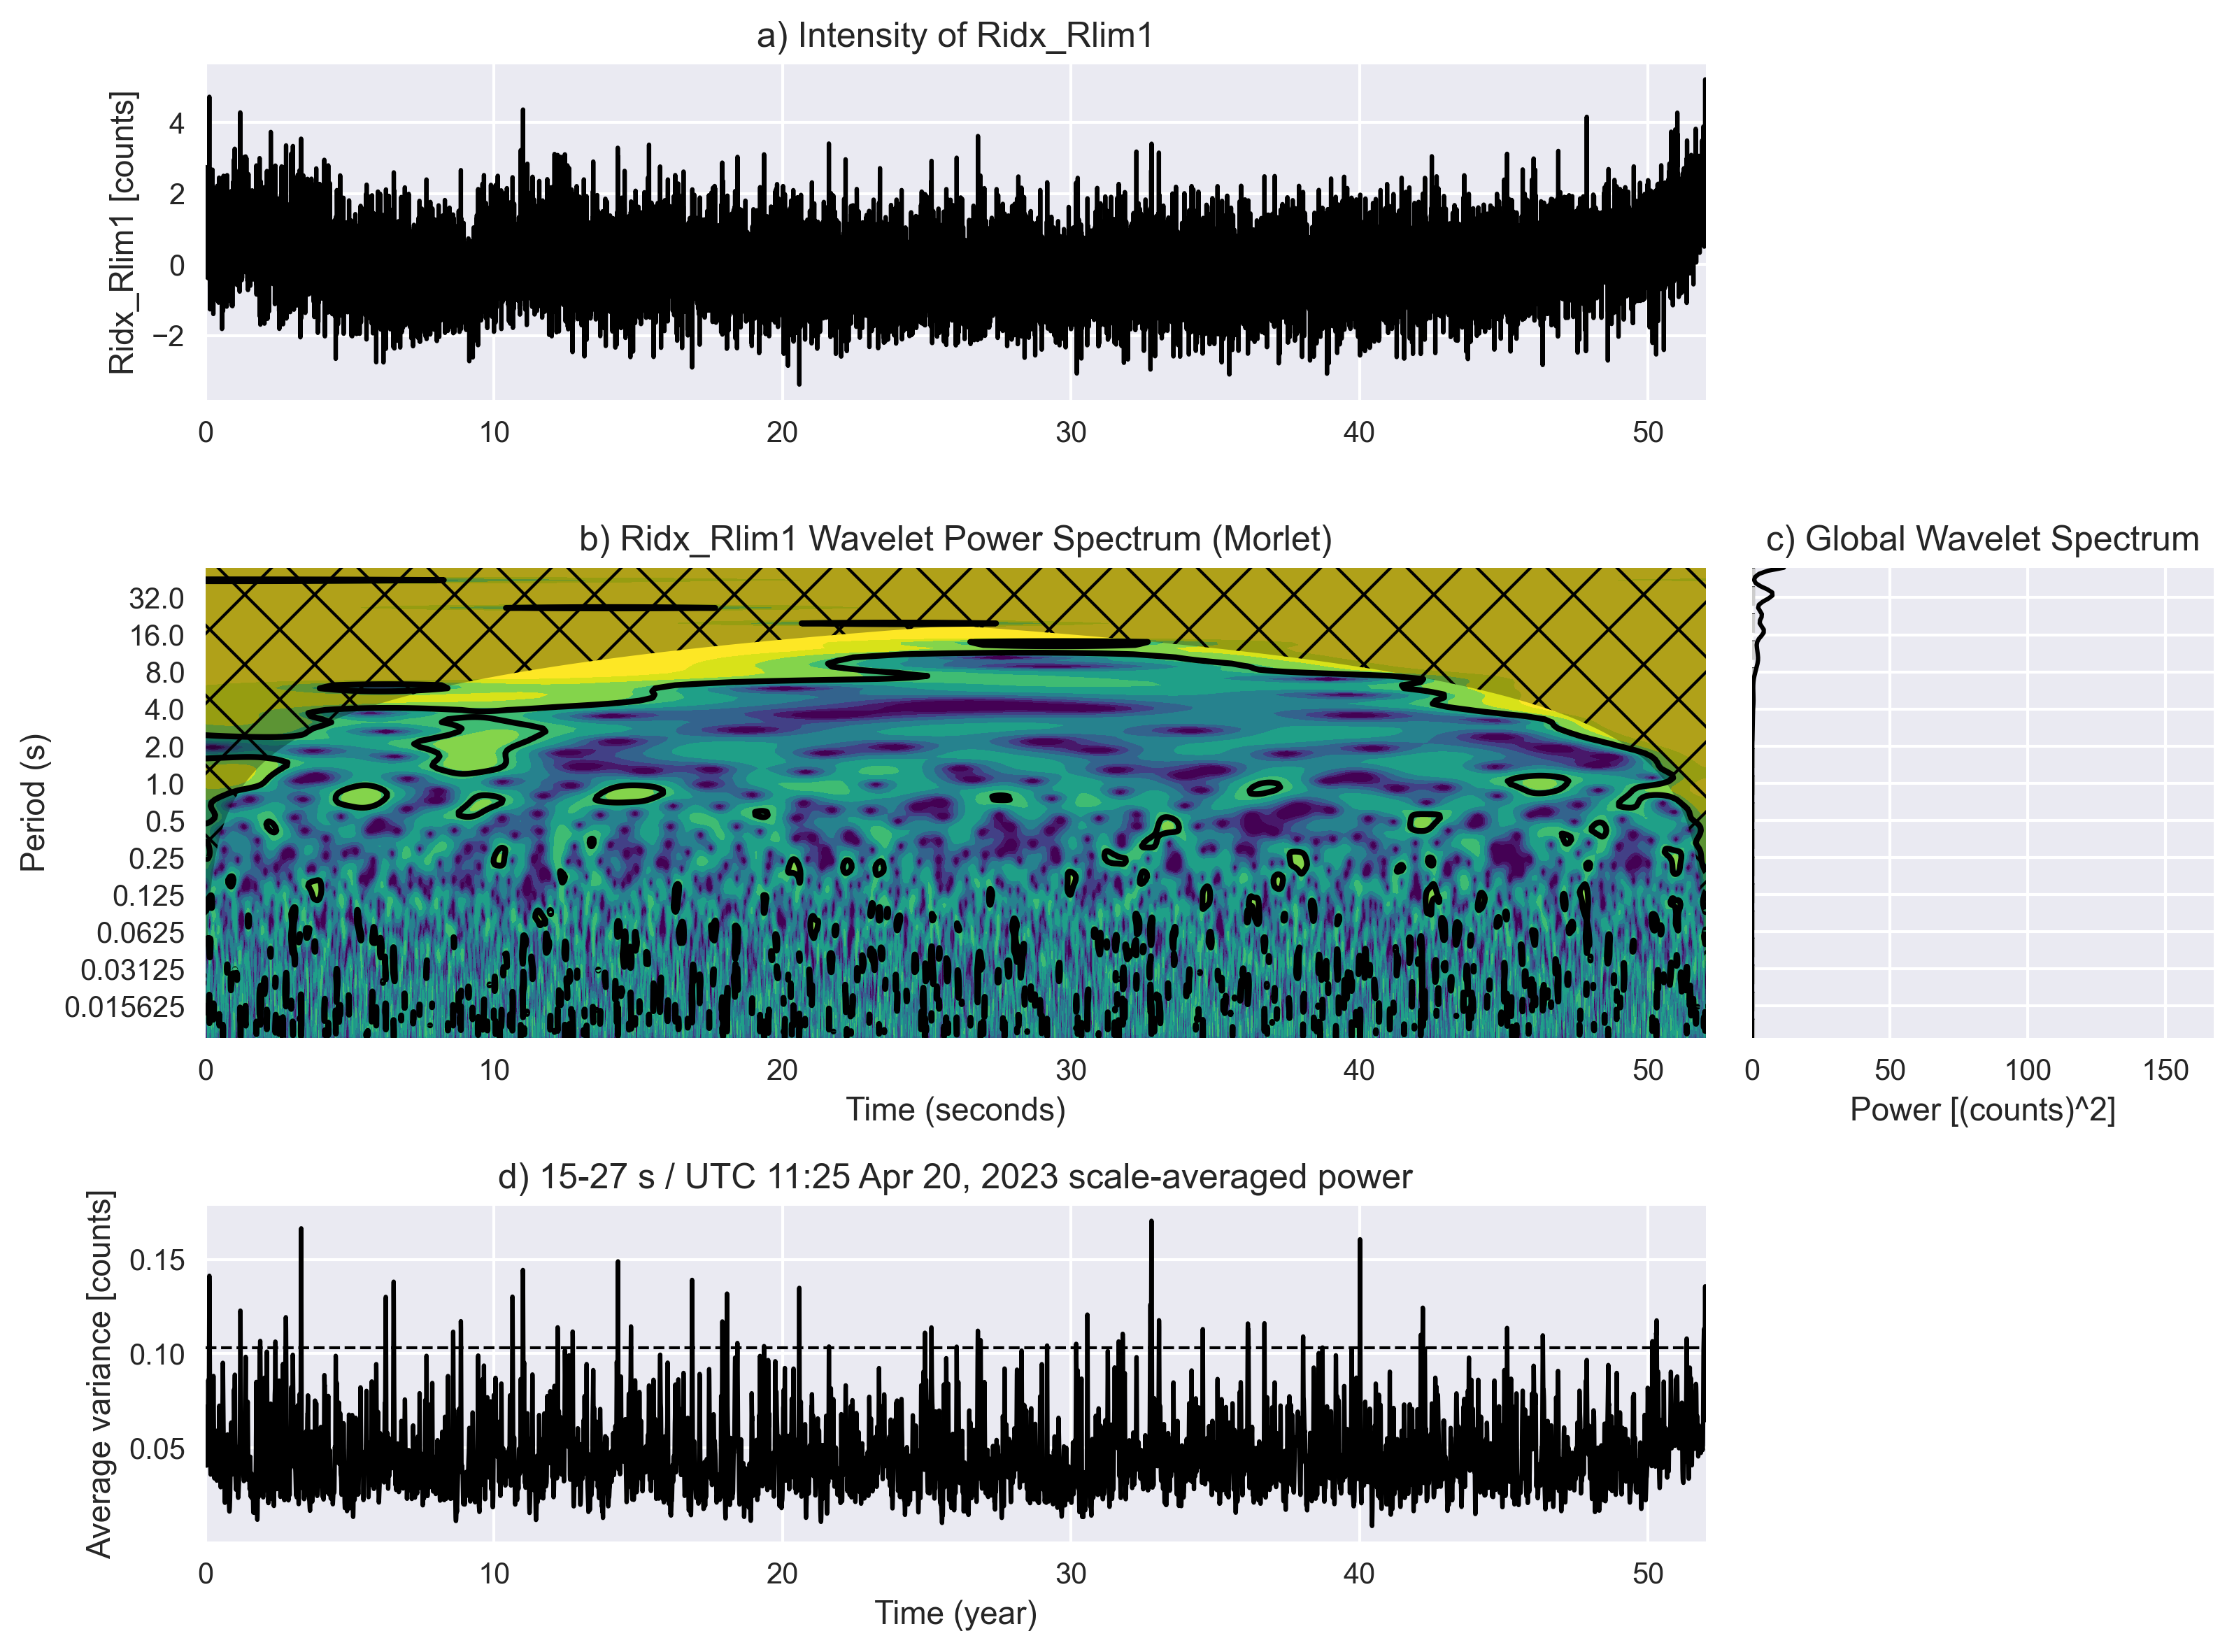 a) Intensity of Ridx_Rlim1
Ridx_Rlim1 [counts]
4
2
0
−2
0 10 20 30 40 50
b) Ridx_Rlim1 Wavelet Power Spectrum (Morlet)
Period (s)
32.0
16.0
8.0
4.0
2.0
1.0
0.5
0.25
0.125
0.0625
0.03125
0.015625
0 10 20 30 40 50
Time (seconds)
c) Global Wavelet Spectrum
0 50 100 150
Power [(counts)^2]
d) 15-27 s / UTC 11:25 Apr 20, 2023 scale-averaged power
Average variance [counts]
0.15
0.10
0.05
0 10 20 30 40 50
Time (year)